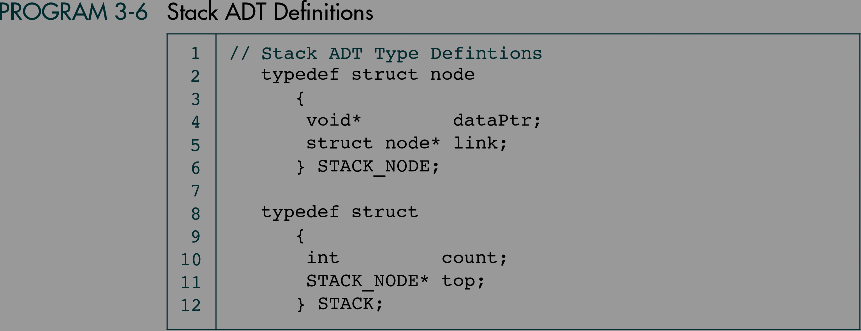 PROGRAM 3-6 Stack ADT Definitions
1 // Stack ADT Type Defintions
2 typedef struct node
3 {
4 void* dataPtr;
5 struct node* link;
6 } STACK_NODE;
7
8 typedef struct
9 {
10 int count;
11 STACK_NODE* top;
12 } STACK;